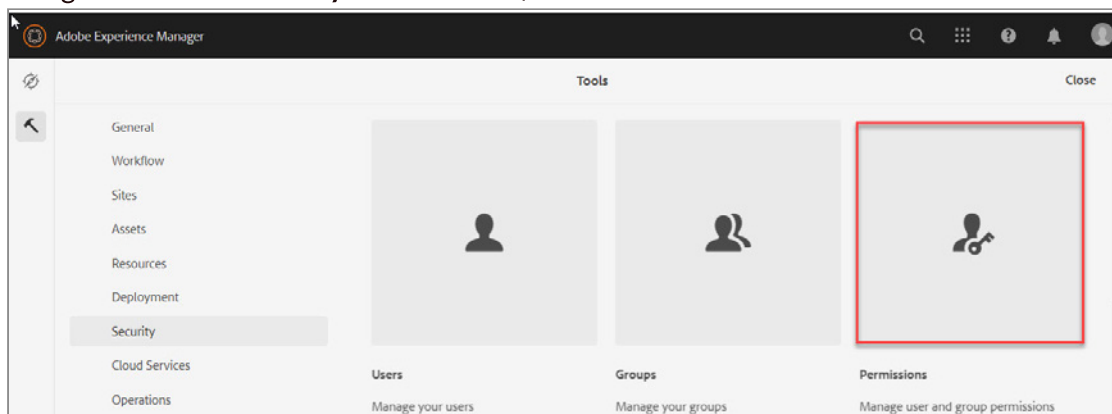 Adobe Experience Manager
Tools
Close
General
Workflow
Sites
Assets
Resources
Deployment
Security
Cloud Services
Operations
Users
Groups
Permissions
Manage your users
Manage your groups
Manage user and group permissions